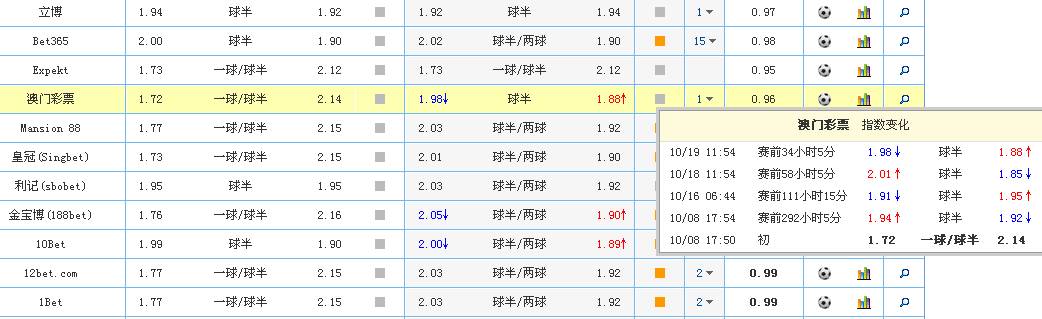 立博 1.94 球半 1.92 1.92 球半 1.94 1 0.97
Bet365 2.00 球半 1.90 2.02 球半/两球 1.90 15 0.98
Expekt 1.73 一球/球半 2.12 1.73 一球/球半 2.12 0.95
澳门彩票 1.72 一球/球半 2.14 1.98↓ 球半 1.88↑ 1 0.96
Mansion 88 1.77 一球/球半 2.15 2.03 球半/两球 1.92
皇冠(Singbet) 1.73 一球/球半 2.15 2.01 球半/两球 1.90
利记(sbobet) 1.95 球半 1.95 2.03 球半/两球 1.92
金宝博(188bet) 1.76 一球/球半 2.16 2.05↓ 球半/两球 1.90↑
10Bet 1.99 球半 1.90 2.00↓ 球半/两球 1.89↑
12bet.com 1.77 一球/球半 2.15 2.03 球半/两球 1.92 2 0.99
1Bet 1.77 一球/球半 2.15 2.03 球半/两球 1.92 2 0.99
澳门彩票 指数变化
10/19 11:54 赛前34小时5分 1.98↓ 球半 1.88↑
10/18 11:54 赛前58小时5分 2.01↑ 球半 1.85↓
10/16 06:44 赛前111小时15分 1.91↓ 球半 1.95↑
10/08 17:54 赛前292小时5分 1.94↑ 球半 1.92↓
10/08 17:50 初 1.72 一球/球半 2.14